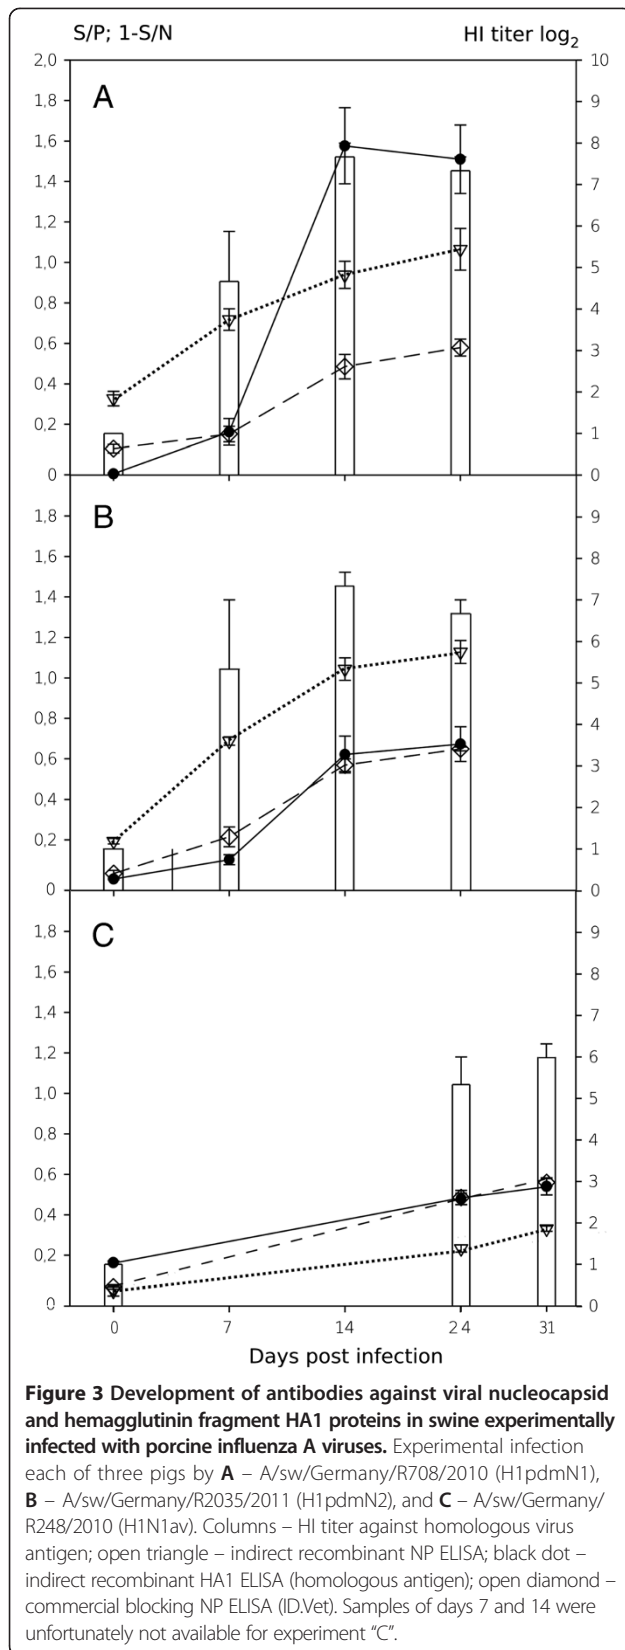 S/P; 1-S/N HI titer log2
2,0 10
A
1,8 9
1,6 8
1,4 7
1,2 6
1,0 5
0,8 4
0,6 3
0,4 2
0,2 1
0 0
B
1,8 9
1,6 8
1,4 7
1,2 6
1,0 5
0,8 4
0,6 3
0,4 2
0,2 1
0 0
C
1,8 9
1,6 8
1,4 7
1,2 6
1,0 5
0,8 4
0,6 3
0,4 2
0,2 1
0 0
0 7 14 24 31
Days post infection
Figure 3 Development of antibodies against viral nucleocapsid
and hemagglutinin fragment HA1 proteins in swine experimentally
infected with porcine influenza A viruses. Experimental infection
each of three pigs by A – A/sw/Germany/R708/2010 (H1pdmN1),
B – A/sw/Germany/R2035/2011 (H1pdmN2), and C – A/sw/Germany/
R248/2010 (H1N1av). Columns – HI titer against homologous virus
antigen; open triangle – indirect recombinant NP ELISA; black dot –
indirect recombinant HA1 ELISA (homologous antigen); open diamond –
commercial blocking NP ELISA (ID.Vet). Samples of days 7 and 14 were
unfortunately not available for experiment “C”.